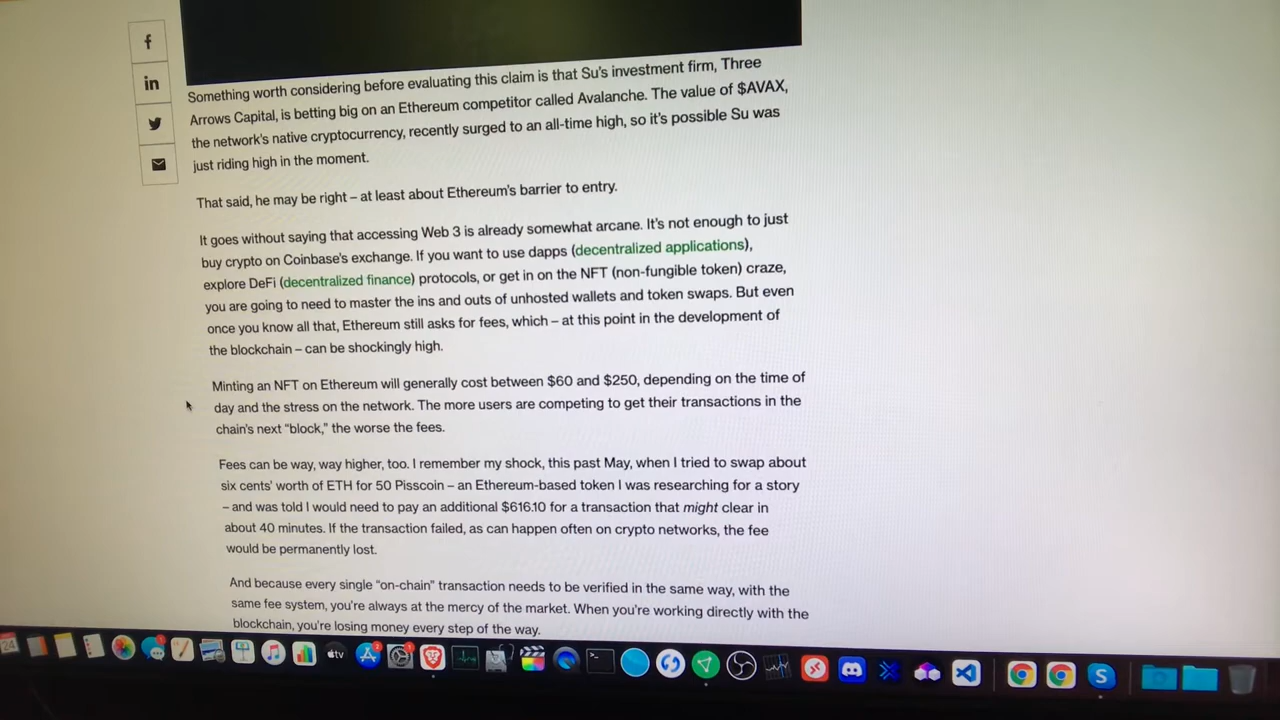 Something worth considering before evaluating this claim is that Su's investment firm, Three
Arrows Capital, is betting big on an Ethereum competitor called Avalanche. The value of $AVAX,
the network's native cryptocurrency, recently surged to an all-time high, so it's possible Su was
just riding high in the moment.
That said, he may be right – at least about Ethereum's barrier to entry.
It goes without saying that accessing Web 3 is already somewhat arcane. It's not enough to just
buy crypto on Coinbase's exchange. If you want to use dapps (decentralized applications),
explore DeFi (decentralized finance) protocols, or get in on the NFT (non-fungible token) craze,
you are going to need to master the ins and outs of unhosted wallets and token swaps. But even
once you know all that, Ethereum still asks for fees, which – at this point in the development of
the blockchain – can be shockingly high.
Minting an NFT on Ethereum will generally cost between $60 and $250, depending on the time of
day and the stress on the network. The more users are competing to get their transactions in the
chain's next “block,” the worse the fees.
Fees can be way, way higher, too. I remember my shock, this past May, when I tried to swap about
six cents' worth of ETH for 50 Pisscoin – an Ethereum-based token I was researching for a story
– and was told I would need to pay an additional $616.10 for a transaction that might clear in
about 40 minutes. If the transaction failed, as can happen often on crypto networks, the fee
would be permanently lost.
And because every single “on-chain” transaction needs to be verified in the same way, with the
same fee system, you're always at the mercy of the market. When you're working directly with the
blockchain, you're losing money every step of the way.
24
tv